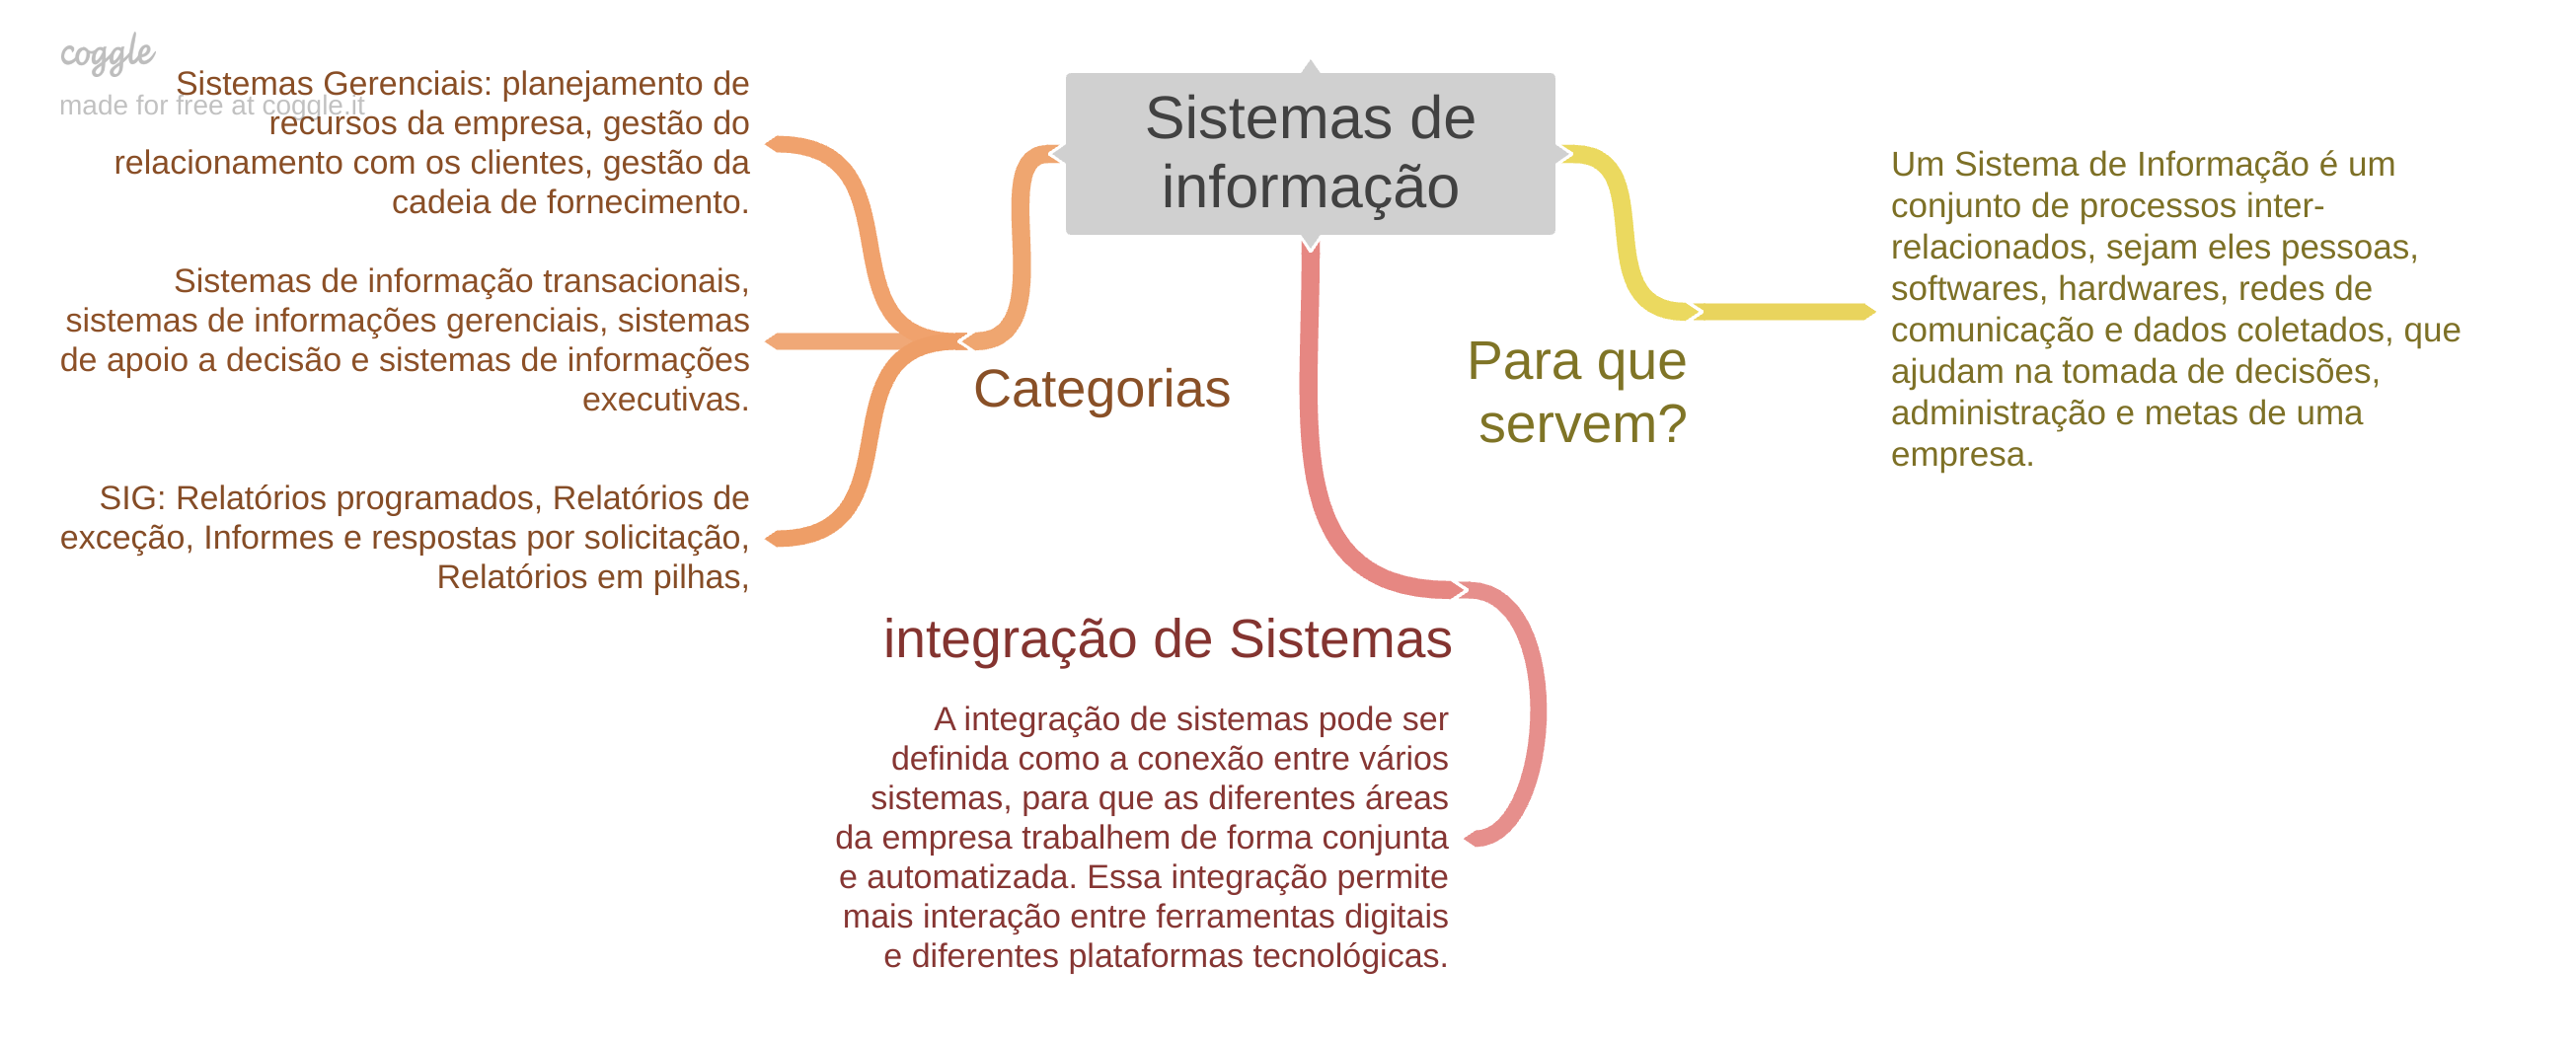 coggle
made for free at coggle.it
Sistemas de
informação
Sistemas Gerenciais: planejamento de
recursos da empresa, gestão do
relacionamento com os clientes, gestão da
cadeia de fornecimento.
Sistemas de informação transacionais,
sistemas de informações gerenciais, sistemas
de apoio a decisão e sistemas de informações
executivas.
SIG: Relatórios programados, Relatórios de
exceção, Informes e respostas por solicitação,
Relatórios em pilhas,
Categorias
Para que
servem?
Um Sistema de Informação é um
conjunto de processos inter-
relacionados, sejam eles pessoas,
softwares, hardwares, redes de
comunicação e dados coletados, que
ajudam na tomada de decisões,
administração e metas de uma
empresa.
integração de Sistemas
A integração de sistemas pode ser
definida como a conexão entre vários
sistemas, para que as diferentes áreas
da empresa trabalhem de forma conjunta
e automatizada. Essa integração permite
mais interação entre ferramentas digitais
e diferentes plataformas tecnológicas.